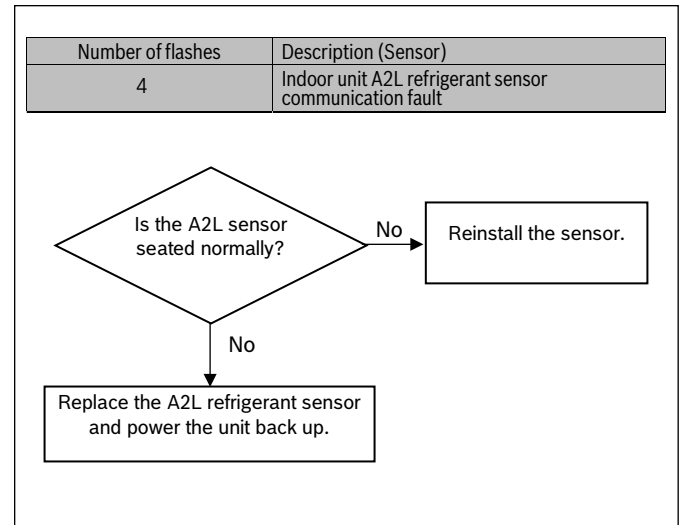 Number of flashes Description (Sensor)
4 Indoor unit A2L refrigerant sensor
communication fault
Is the A2L sensor
seated normally?
No
Reinstall the sensor.
No
Replace the A2L refrigerant sensor
and power the unit back up.